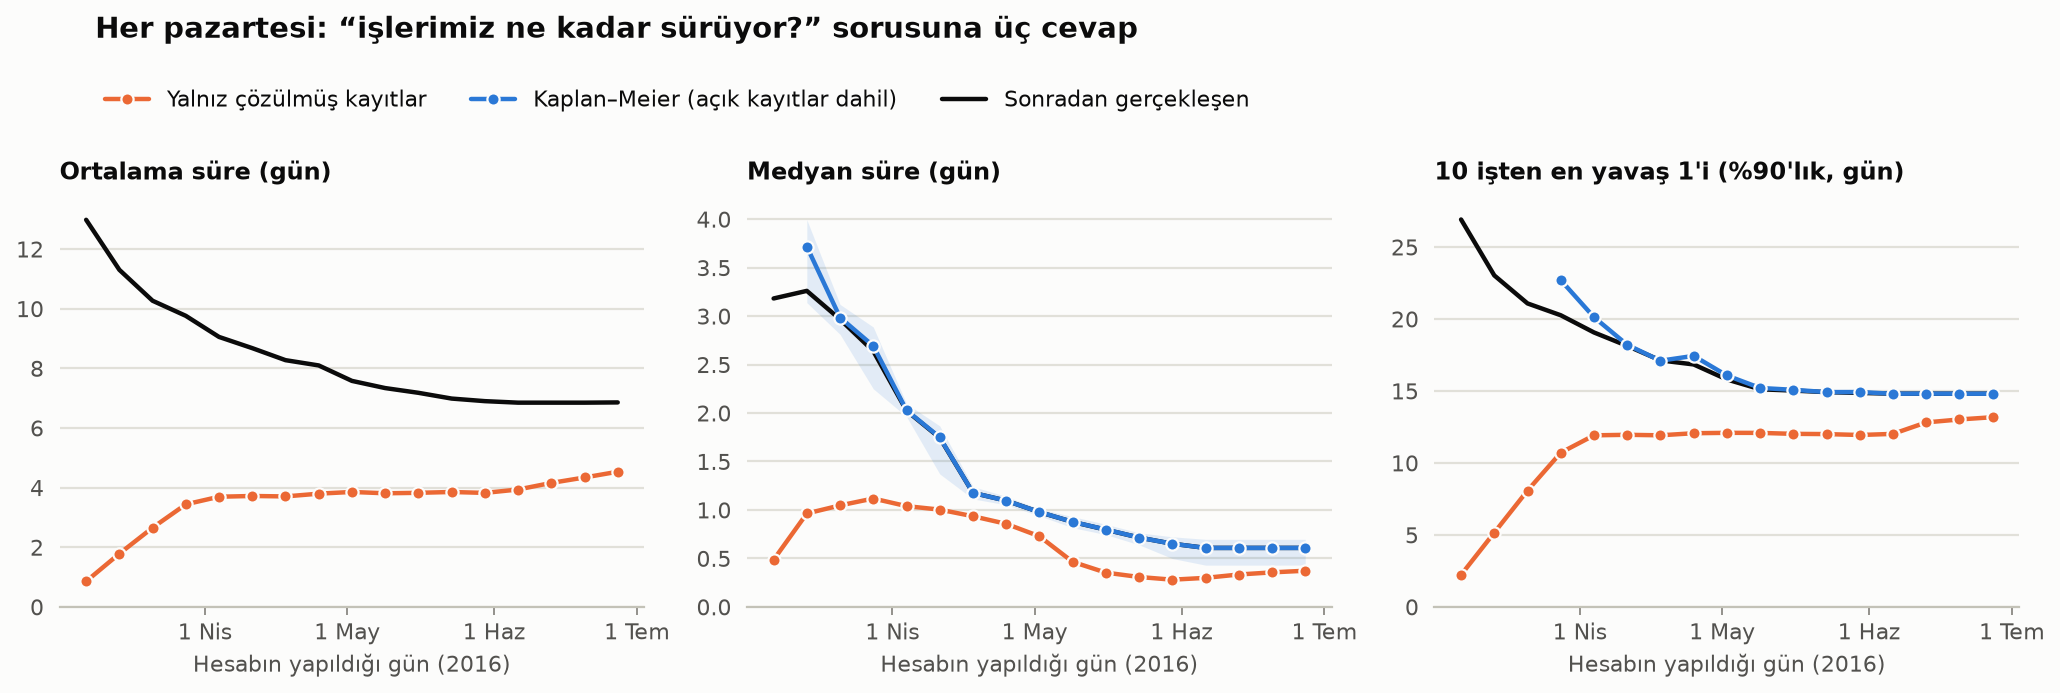 Her pazartesi: “işlerimiz ne kadar sürüyor?” sorusuna üç cevap
Yalnız çözülmüş kayıtlar
Kaplan–Meier (açık kayıtlar dahil)
Sonradan gerçekleşen
Ortalama süre (gün)
12
10
8
6
4
2
0
1 Nis
1 May
1 Haz
1 Tem
Hesabın yapıldığı gün (2016)
Medyan süre (gün)
4.0
3.5
3.0
2.5
2.0
1.5
1.0
0.5
0.0
1 Nis
1 May
1 Haz
1 Tem
Hesabın yapıldığı gün (2016)
10 işten en yavaş 1'i (%90'lık, gün)
25
20
15
10
5
0
1 Nis
1 May
1 Haz
1 Tem
Hesabın yapıldığı gün (2016)